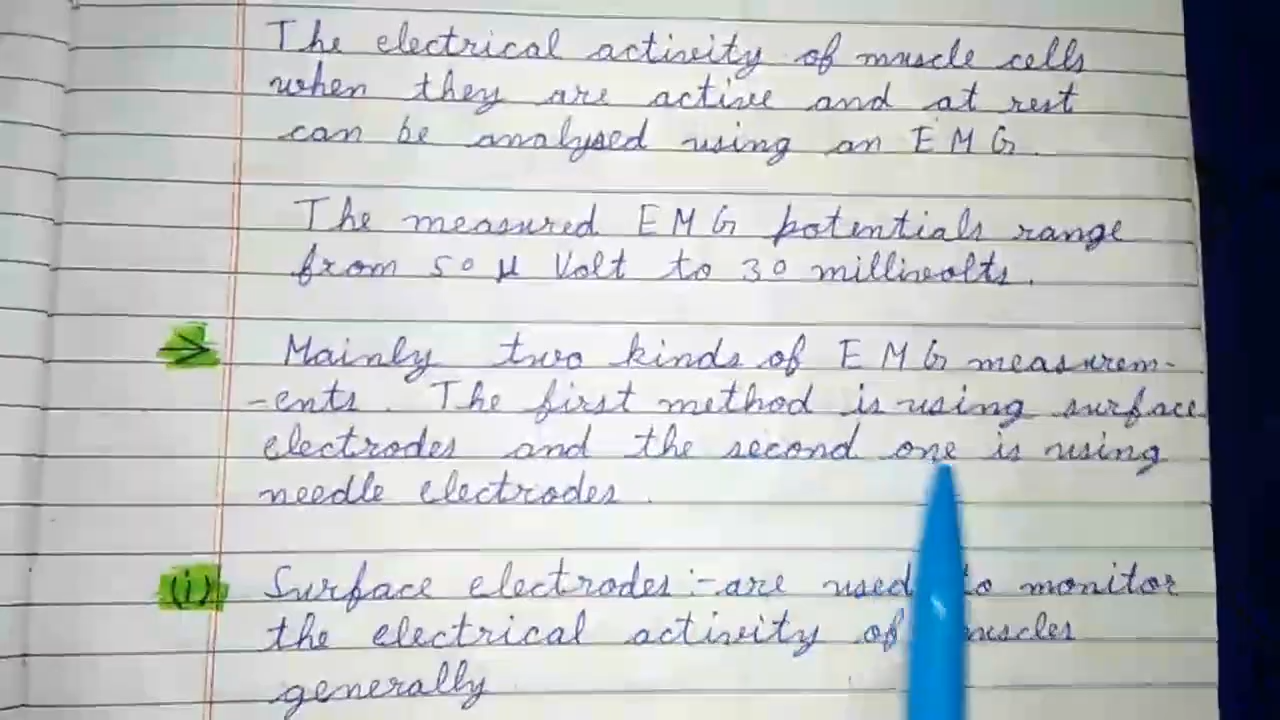 The electrical activity of muscle cells
when they are active and at rest
can be analysed using an EMG.
The measured EMG potentials range
from 50 μ Volt to 30 millivolts.
> Mainly two kinds of EMG measurem-
-ents. The first method is using surface
electrodes and the second one is using
needle electrodes.
(i) Surface electrodes:- are used to monitor
the electrical activity of muscles
generally